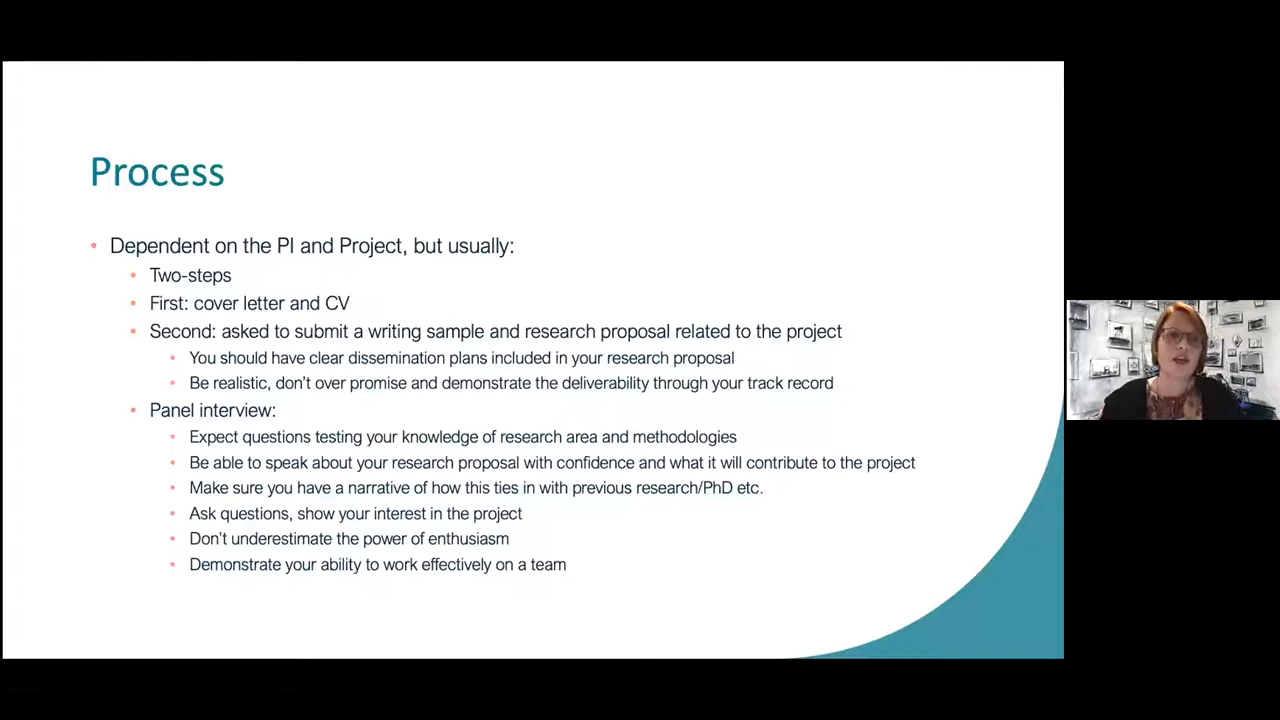 Process
• Dependent on the PI and Project, but usually:
• Two-steps
• First: cover letter and CV
• Second: asked to submit a writing sample and research proposal related to the project
• You should have clear dissemination plans included in your research proposal
• Be realistic, don't over promise and demonstrate the deliverability through your track record
• Panel interview:
• Expect questions testing your knowledge of research area and methodologies
• Be able to speak about your research proposal with confidence and what it will contribute to the project
• Make sure you have a narrative of how this ties in with previous research/PhD etc.
• Ask questions, show your interest in the project
• Don't underestimate the power of enthusiasm
• Demonstrate your ability to work effectively on a team